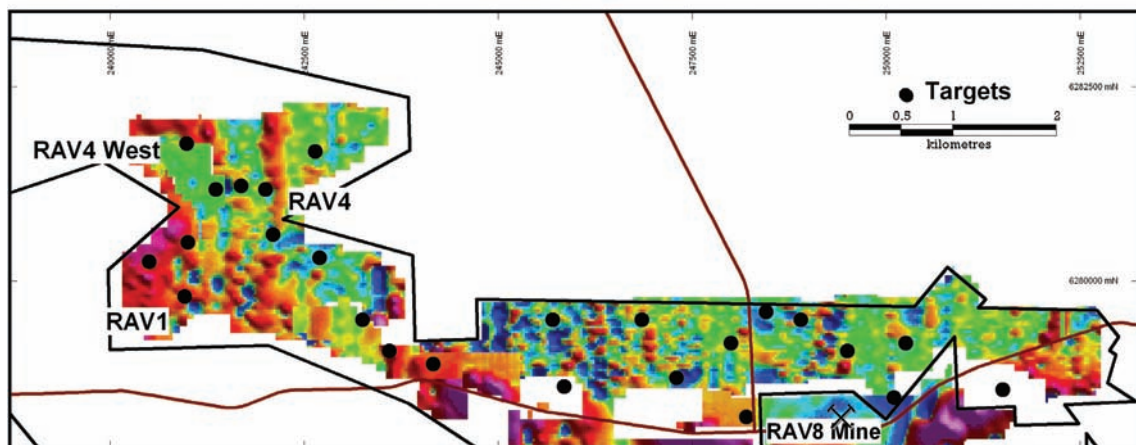 240000 mE
242500 mE
245000 mE
247500 mE
250000 mE
252500 mE
6282500 mN
Targets
0 0.5 1 2
kilometres
RAV4 West
RAV4
6280000 mN
RAV1
RAV8 Mine